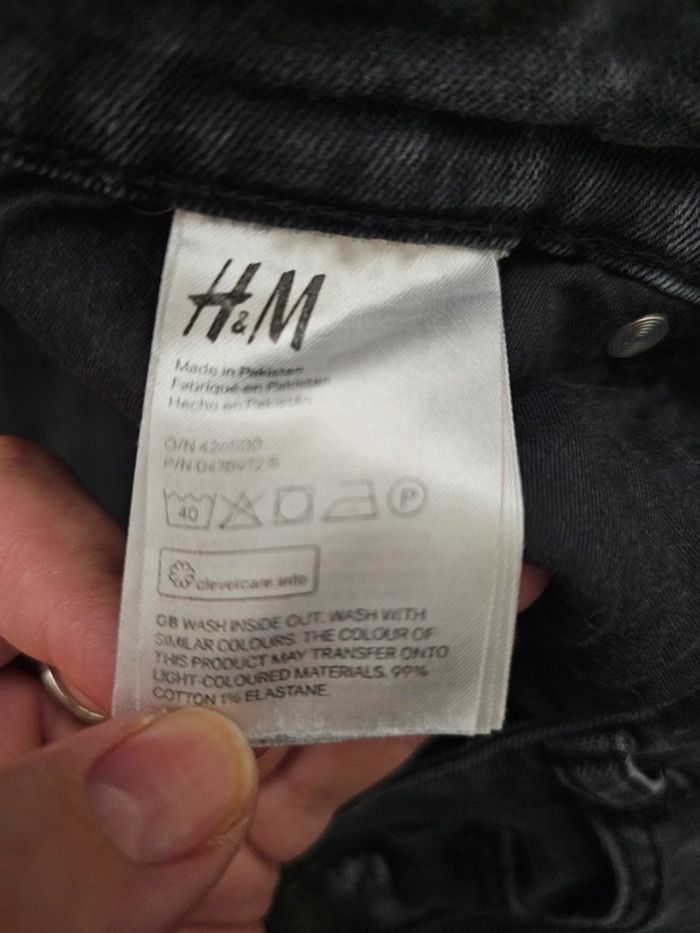 H&M
Made in Pakistan
Fabriqué en Pakistan
Hecho en Pakistán
O/N
P/N
40
P
clevercare.info
GB WASH INSIDE OUT. WASH WITH
SIMILAR COLOURS. THE COLOUR OF
THIS PRODUCT MAY TRANSFER ONTO
LIGHT-COLOURED MATERIALS. 99%
COTTON 1% ELASTANE.